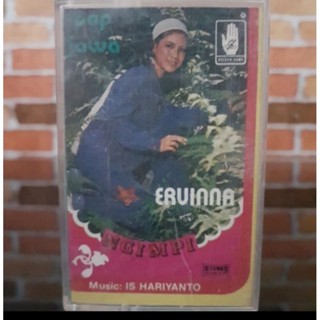 pop
jawa
ERVINNA
NGIMPI
Music: IS HARIYANTO